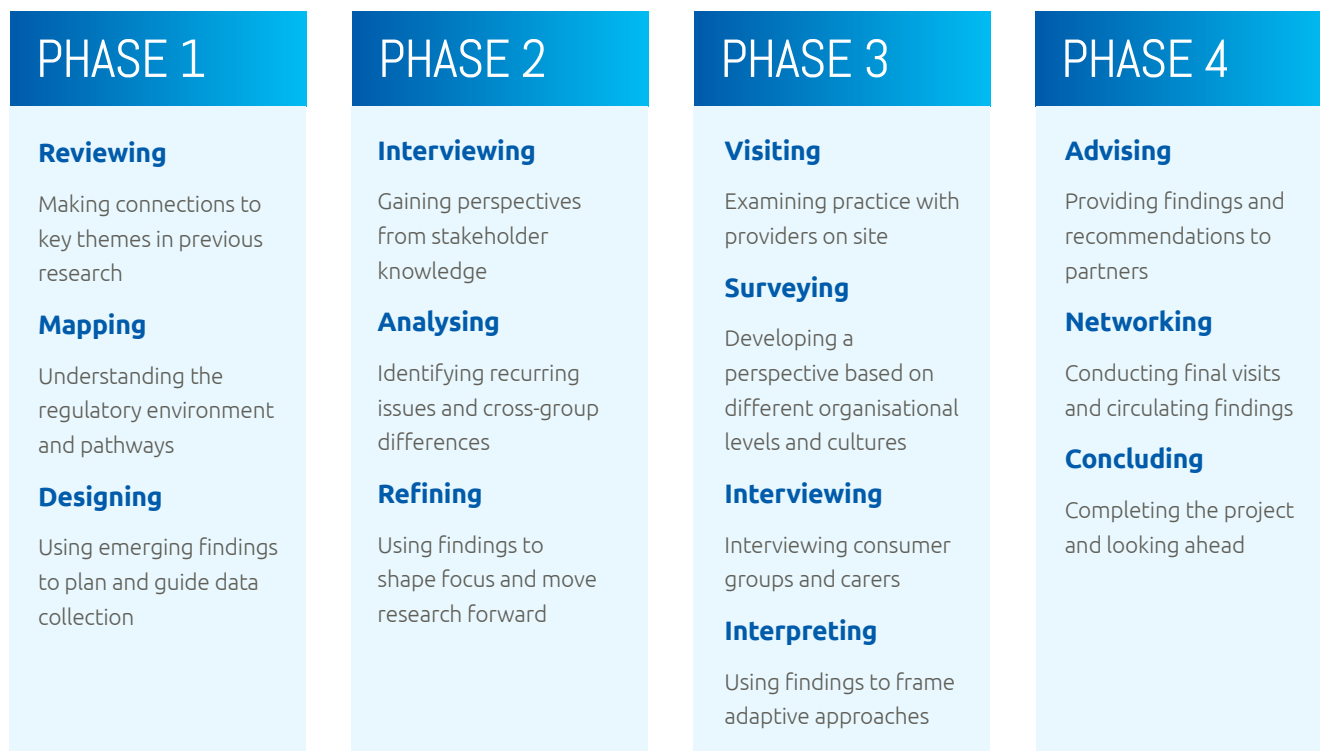 PHASE 1
Reviewing
Making connections to
key themes in previous
research
Mapping
Understanding the
regulatory environment
and pathways
Designing
Using emerging findings
to plan and guide data
collection
PHASE 2
Interviewing
Gaining perspectives
from stakeholder
knowledge
Analysing
Identifying recurring
issues and cross-group
differences
Refining
Using findings to
shape focus and move
research forward
PHASE 3
Visiting
Examining practice with
providers on site
Surveying
Developing a
perspective based on
different organisational
levels and cultures
Interviewing
Interviewing consumer
groups and carers
Interpreting
Using findings to frame
adaptive approaches
PHASE 4
Advising
Providing findings and
recommendations to
partners
Networking
Conducting final visits
and circulating findings
Concluding
Completing the project
and looking ahead